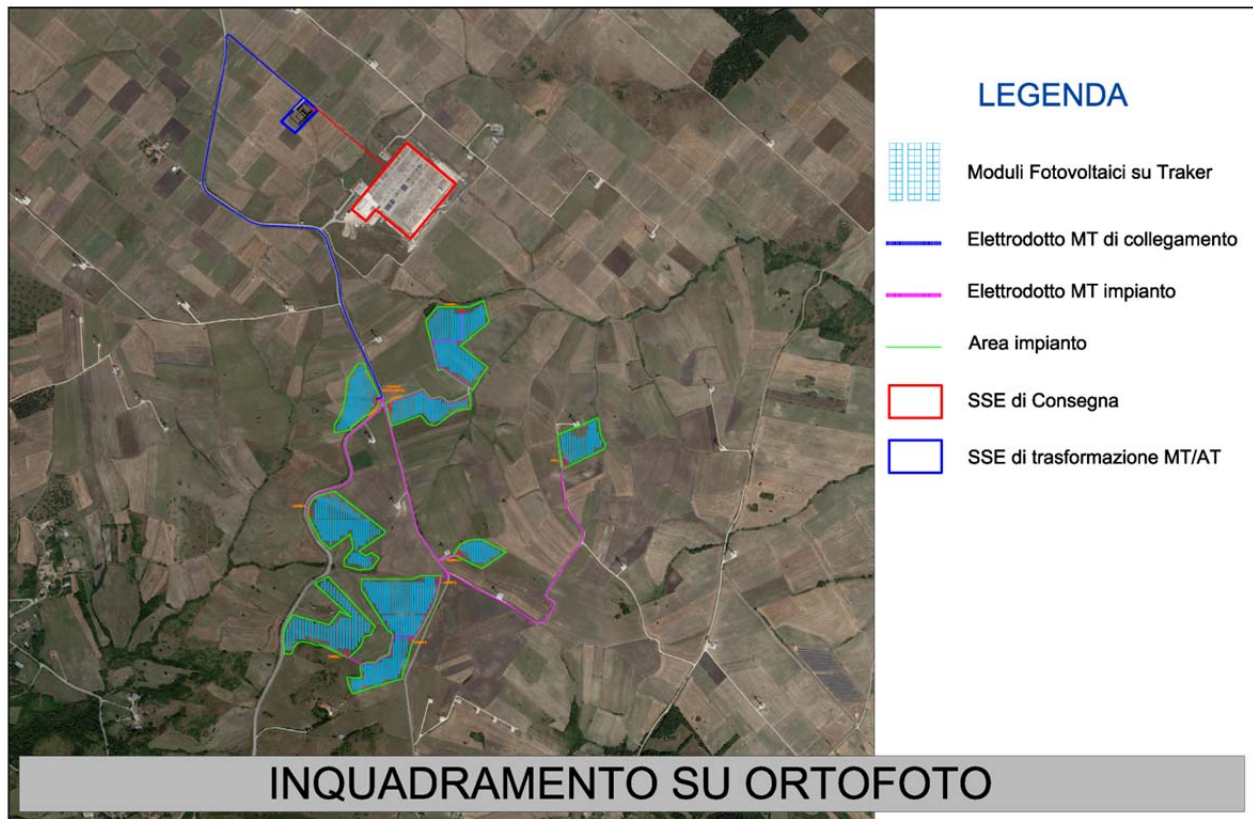 LEGENDA
Moduli Fotovoltaici su Traker
Elettrodotto MT di collegamento
Elettrodotto MT impianto
Area impianto
SSE di Consegna
SSE di trasformazione MT/AT
INQUADRAMENTO SU ORTOFOTO